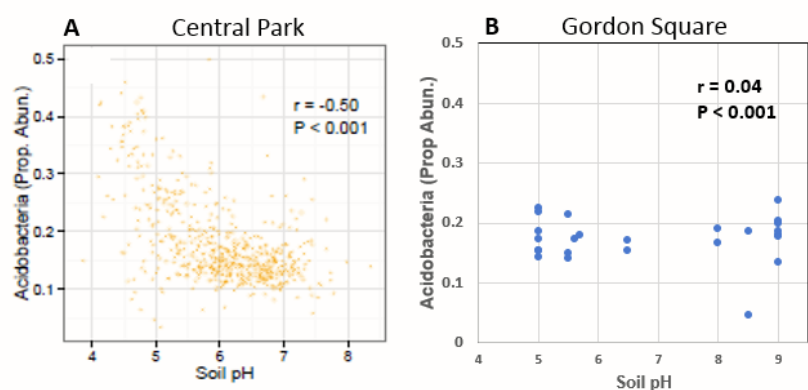 A Central Park
Acidobacteria (Prop. Abun.)
0.5
0.4
0.3
0.2
0.1
r = -0.50
P < 0.001
4 5 6 7 8
Soil pH
B Gordon Square
Acidobacteria (Prop Abun.)
0.5
0.4
0.3
0.2
0.1
0
r = 0.04
P < 0.001
4 5 6 7 8 9
Soil pH